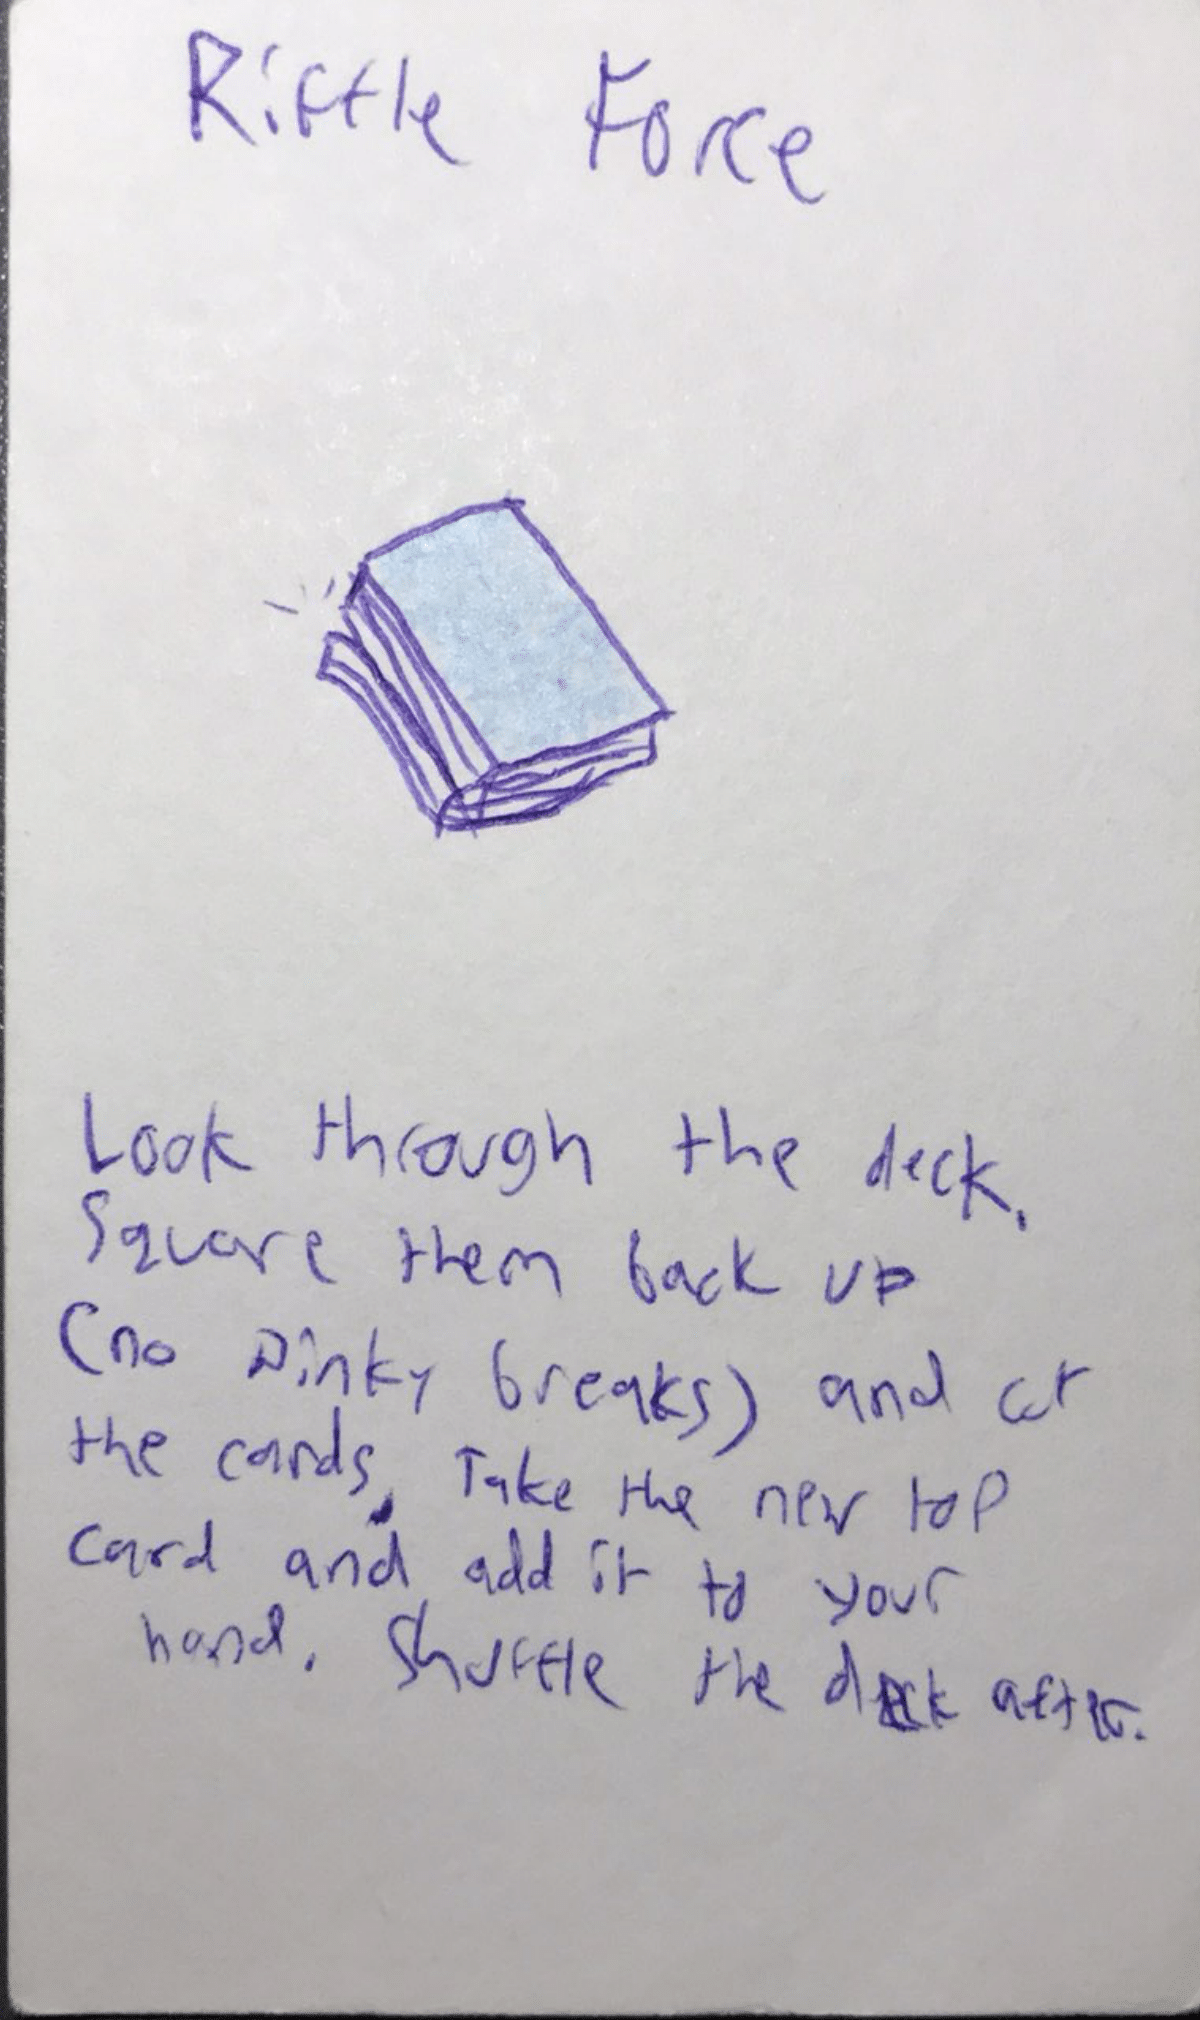 Riffle Force
Look through the deck.
Square them back up
(no pinky breaks) and cut
the cards. Take the new top
card and add it to your
hand. Shuffle the deck after.